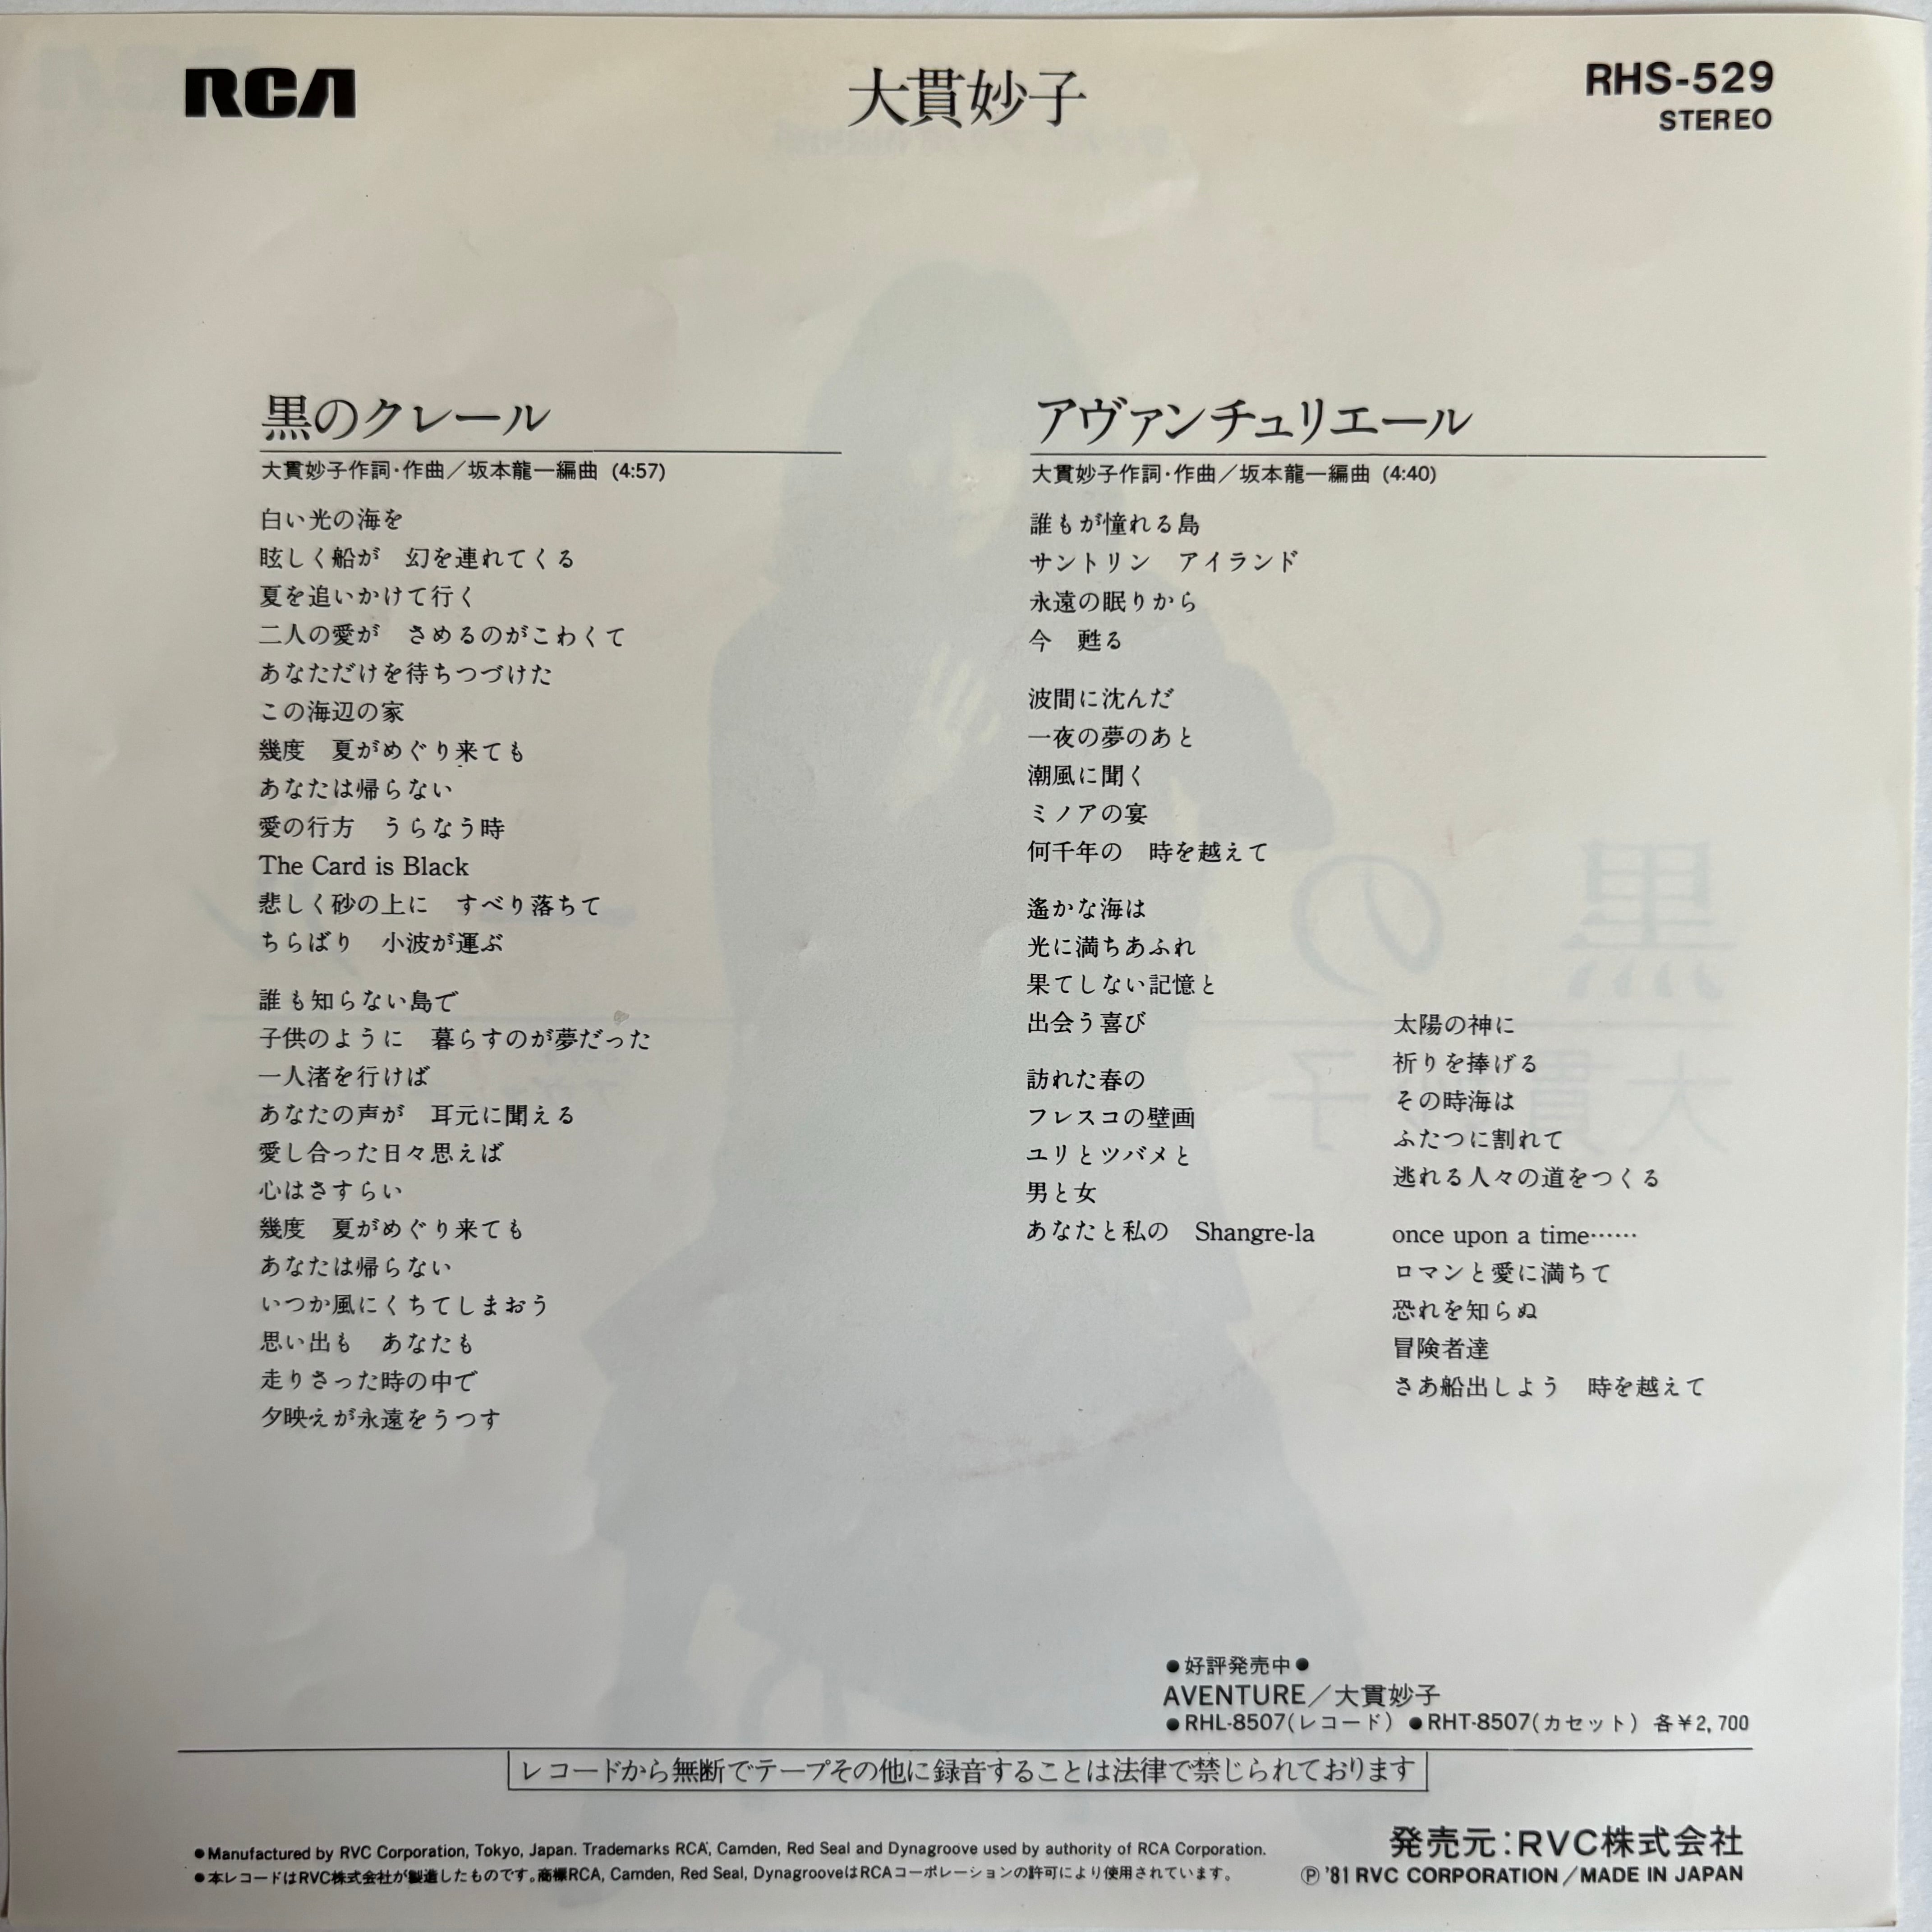 RCA
大貫妙子
RHS-529
STEREO
黒のクレール
大貫妙子作詞・作曲／坂本龍一編曲 (4:57)
白い光の海を
眩しく船が　幻を連れてくる
夏を追いかけて行く
二人の愛が　さめるのがこわくて
あなただけを待ちつづけた
この海辺の家
幾度　夏がめぐり来ても
あなたは帰らない
愛の行方　うらなう時
The Card is Black
悲しく砂の上に　すべり落ちて
ちらばり　小波が運ぶ
誰も知らない島で
子供のように　暮らすのが夢だった
一人渚を行けば
あなたの声が　耳元に聞える
愛し合った日々思えば
心はさすらい
幾度　夏がめぐり来ても
あなたは帰らない
いつか風にくちてしまおう
思い出も　あなたも
走りさった時の中で
夕映えが永遠をうつす
アヴァンチュリエール
大貫妙子作詞・作曲／坂本龍一編曲 (4:40)
誰もが憧れる島
サントリン　アイランド
永遠の眠りから
今　甦る
波間に沈んだ
一夜の夢のあと
潮風に聞く
ミノアの宴
何千年の　時を越えて
遙かな海は
光に満ちあふれ
果てしない記憶と
出会う喜び
訪れた春の
フレスコの壁画
ユリとツバメと
男と女
あなたと私の　Shangre-la
太陽の神に
祈りを捧げる
その時海は
ふたつに割れて
逃れる人々の道をつくる
once upon a time……
ロマンと愛に満ちて
恐れを知らぬ
冒険者達
さあ船出しよう　時を越えて
●好評発売中●
AVENTURE／大貫妙子
●RHL-8507(レコード) ●RHT-8507(カセット) 各¥2,700
レコードから無断でテープその他に録音することは法律で禁じられております
●Manufactured by RVC Corporation, Tokyo, Japan. Trademarks RCA, Camden, Red Seal and Dynagroove used by authority of RCA Corporation.
●本レコードはRVC株式会社が製造したものです。商標RCA, Camden, Red Seal, DynagrooveはRCAコーポレーションの許可により使用されています。
発売元：RVC株式会社
Ⓟ '81 RVC CORPORATION／MADE IN JAPAN